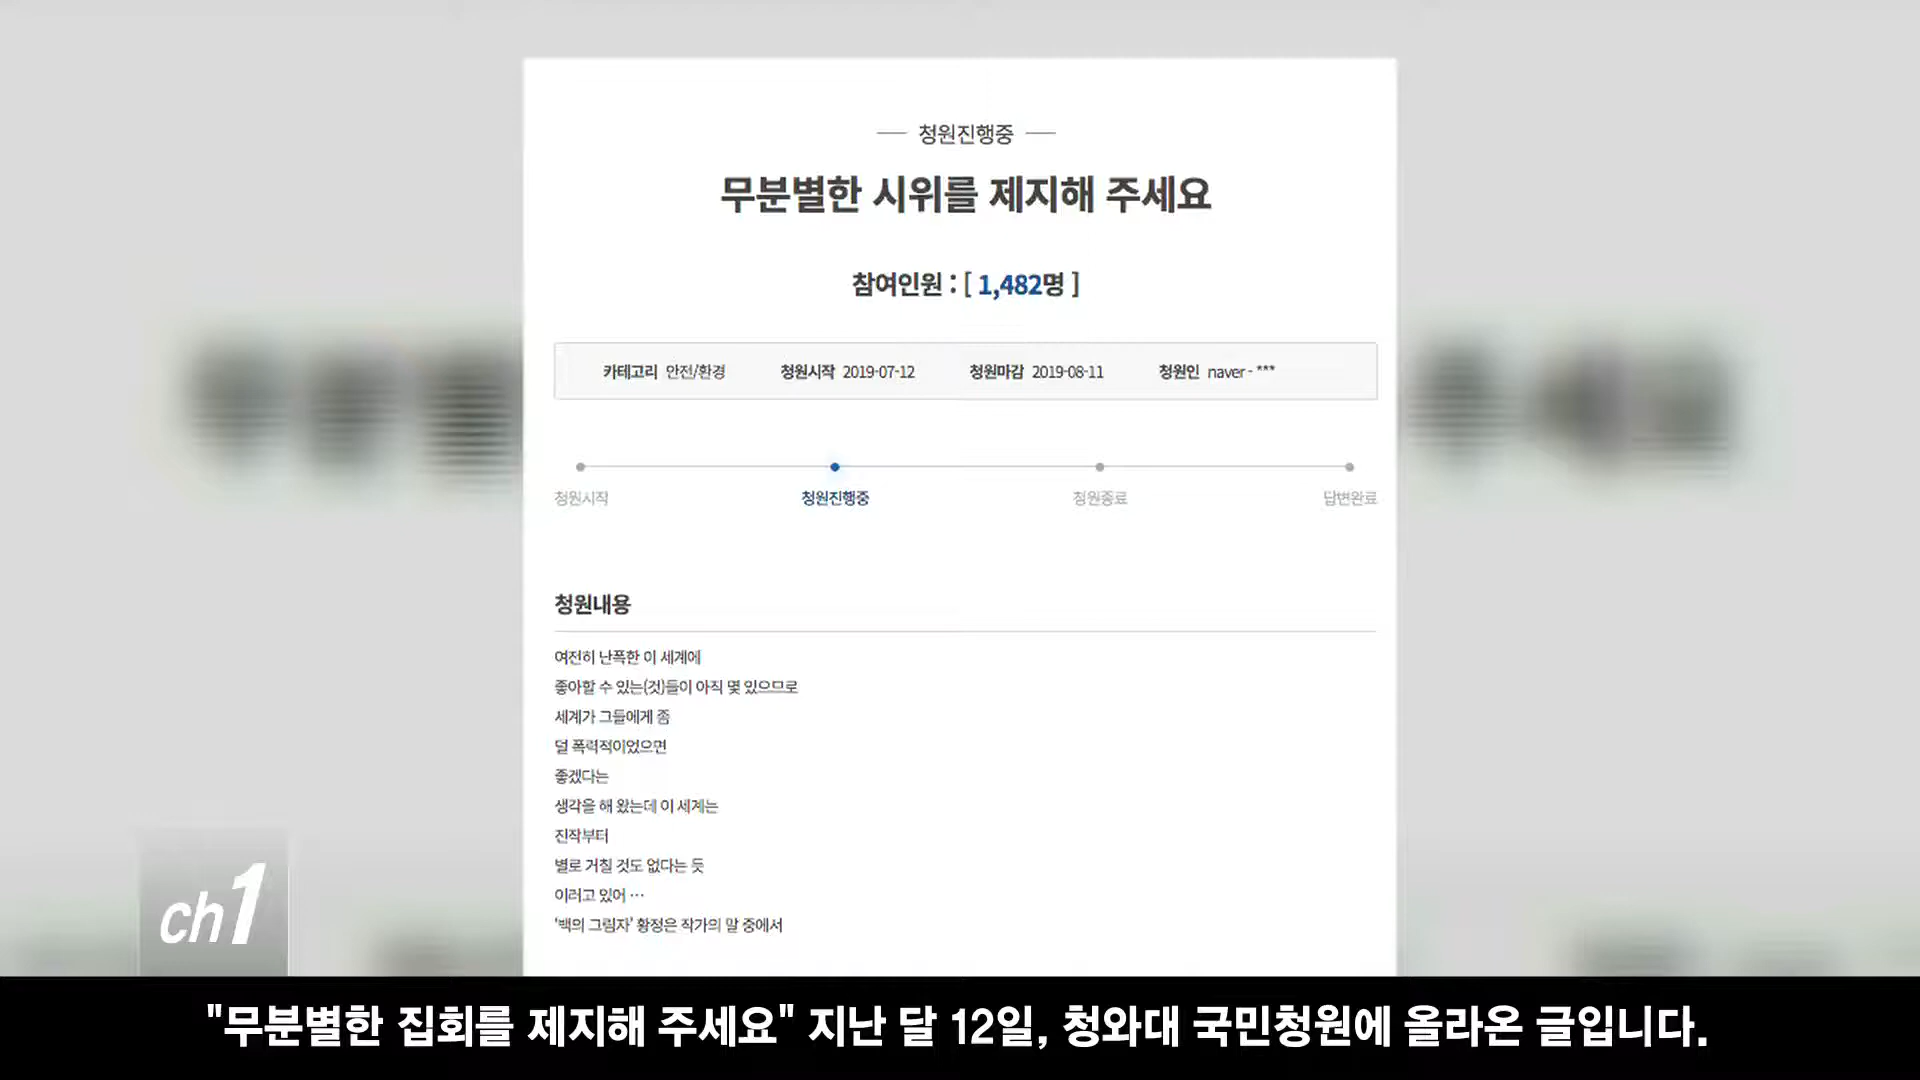 청원진행중
무분별한 시위를 제지해 주세요
참여인원 : [ 1,482명 ]
카테고리 안전/환경 청원시작 2019-07-12 청원마감 2019-08-11 청원인 naver - ***
청원시작 청원진행중 청원종료 답변완료
청원내용
여전히 난폭한 이 세계에
좋아할 수 있는(것)들이 아직 몇 있으므로
세계가 그들에게 좀
덜 폭력적이었으면
좋겠다는
생각을 해 왔는데 이 세계는
진작부터
별로 거칠 것도 없다는 듯
이러고 있어 …
'백의 그림자' 황정은 작가의 말 중에서
ch1
"무분별한 집회를 제지해 주세요" 지난 달 12일, 청와대 국민청원에 올라온 글입니다.